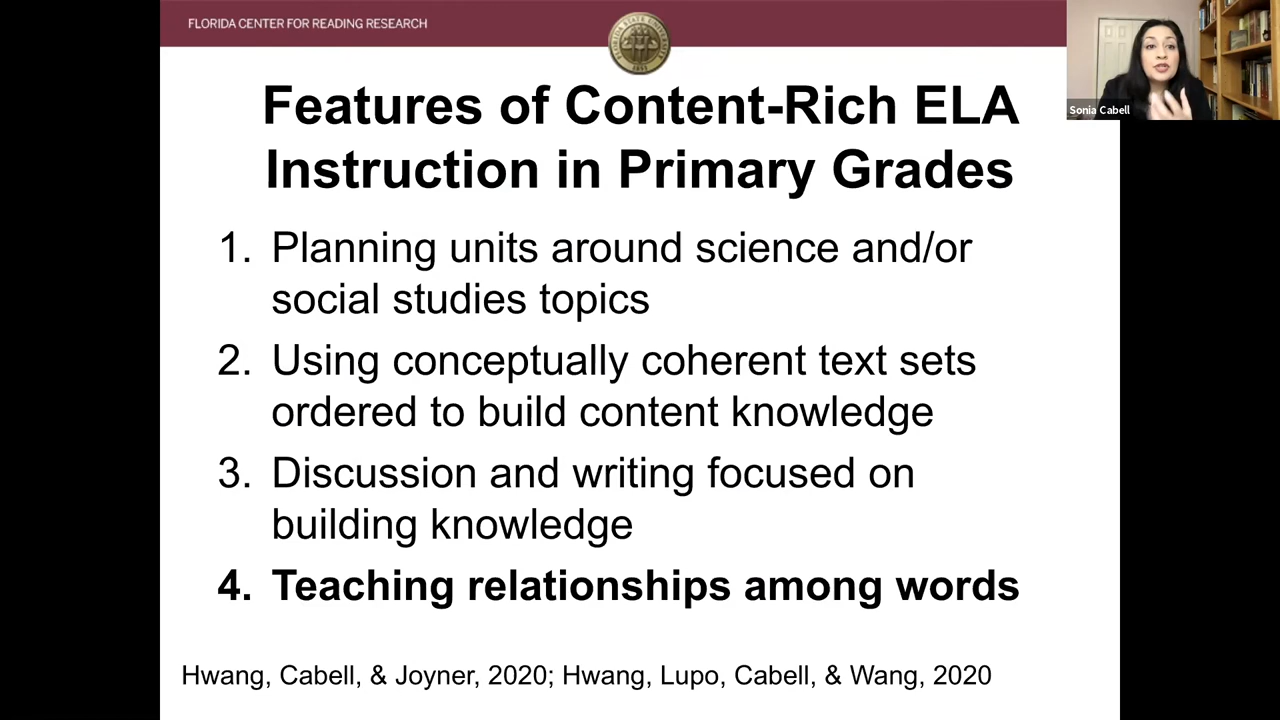 FLORIDA CENTER FOR READING RESEARCH
Sonia Cabell
Features of Content-Rich ELA
Instruction in Primary Grades
1. Planning units around science and/or
social studies topics
2. Using conceptually coherent text sets
ordered to build content knowledge
3. Discussion and writing focused on
building knowledge
4. Teaching relationships among words
Hwang, Cabell, & Joyner, 2020; Hwang, Lupo, Cabell, & Wang, 2020